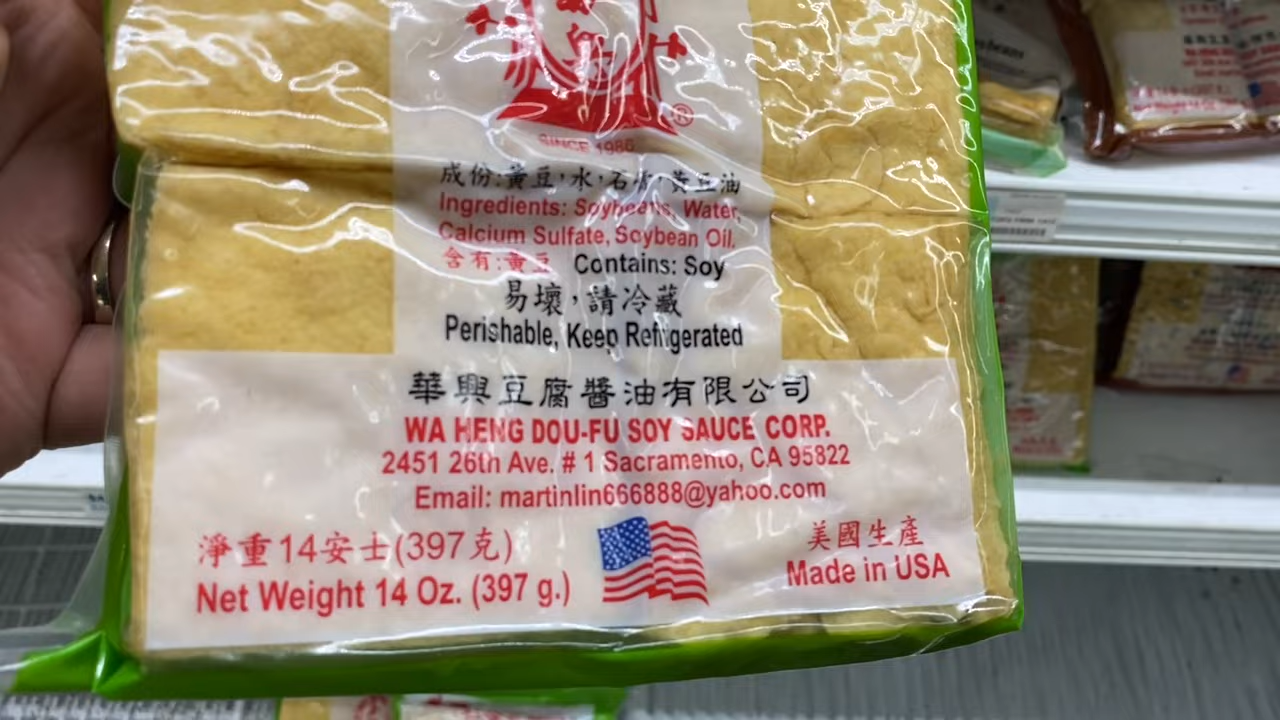 ®
SINCE 1986
成份:黃豆,水,石膏,黃豆油
Ingredients: Soybeans, Water,
Calcium Sulfate, Soybean Oil.
含有:黃豆 Contains: Soy
易壞,請冷藏
Perishable, Keep Refrigerated
華興豆腐醬油有限公司
WA HENG DOU-FU SOY SAUCE CORP.
2451 26th Ave. # 1 Sacramento, CA 95822
Email: martinlin666888@yahoo.com
淨重14安士(397克)
Net Weight 14 Oz. (397 g.)
美國生產
Made in USA